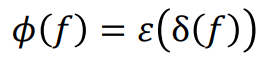 ϕ(f) = ε(δ(f))